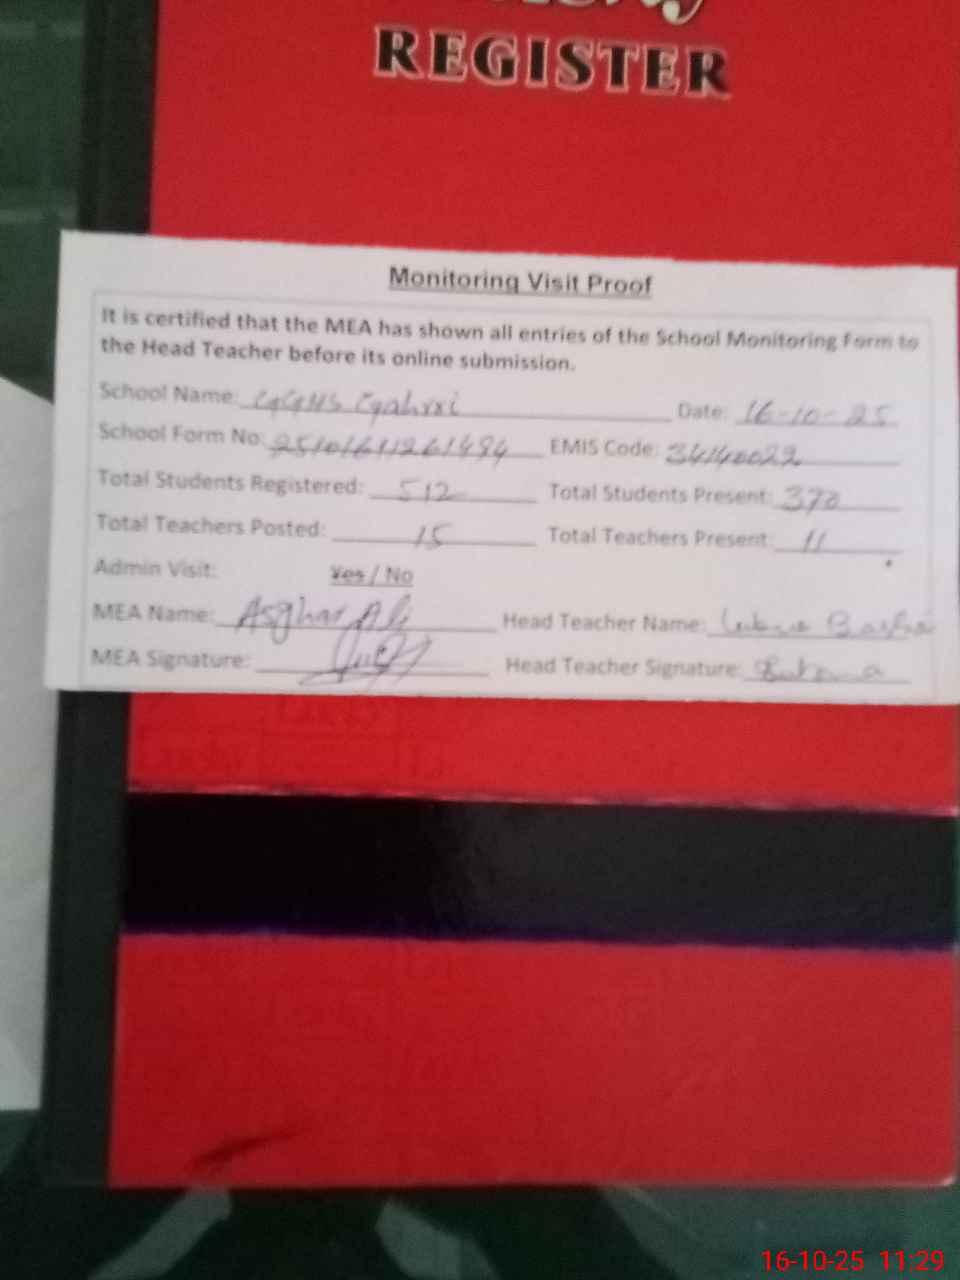 REGISTER
Monitoring Visit Proof
It is certified that the MEA has shown all entries of the School Monitoring Form to
the Head Teacher before its online submission.
School Name: GGHS Date: 16-10-25
School Form No: EMIS Code: 34140022
Total Students Registered: 512 Total Students Present: 370
Total Teachers Posted: 15 Total Teachers Present: 11
Admin Visit: Yes / No
MEA Name: Asghar Ali Head Teacher Name:
MEA Signature: Head Teacher Signature:
16-10-25 11:29